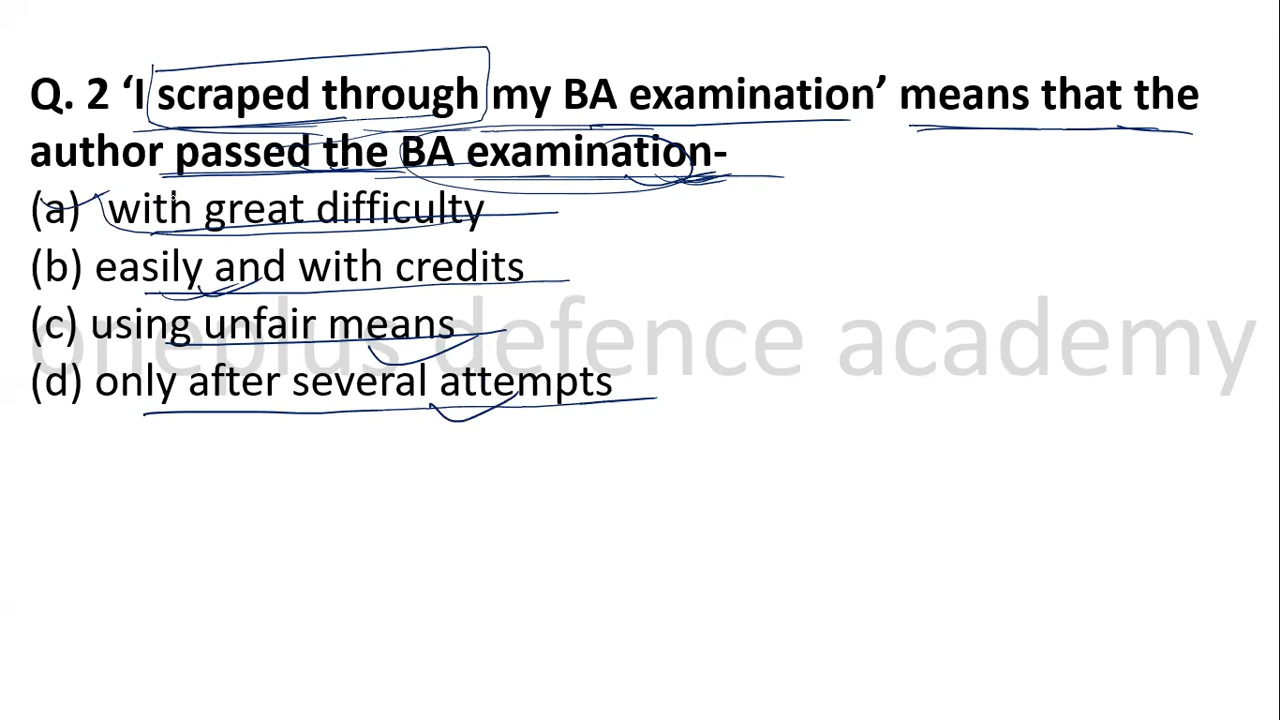 Q. 2 ‘I scraped through my BA examination’ means that the
author passed the BA examination-
(a) with great difficulty
(b) easily and with credits
(c) using unfair means
oneplus defence academy
(d) only after several attempts